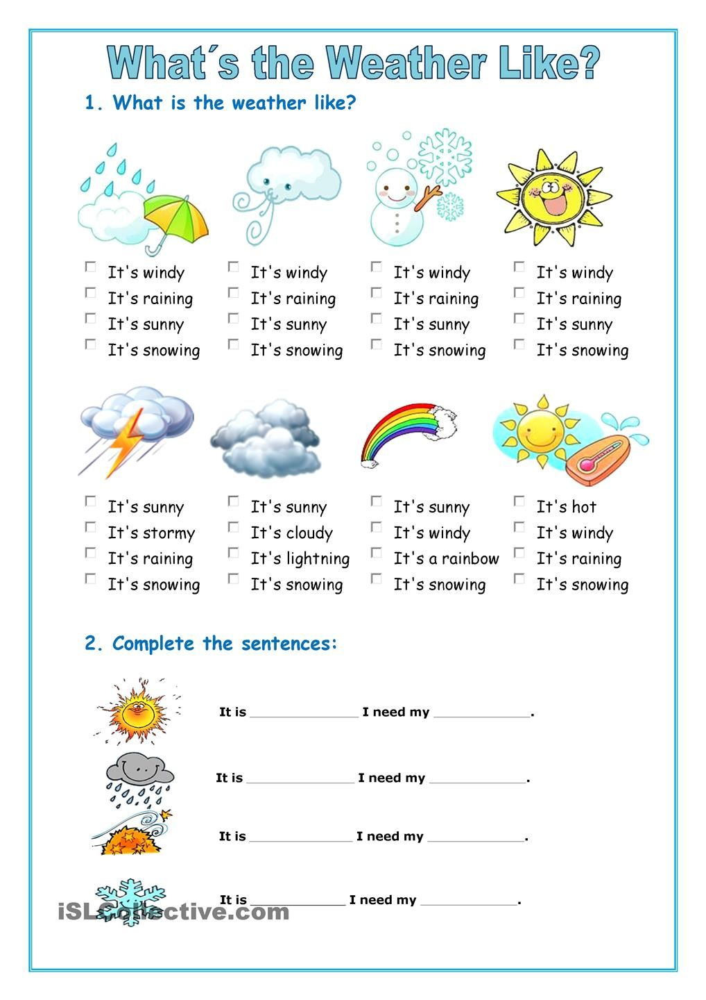 What´s the Weather Like?
1. What is the weather like?
It's windy It's windy It's windy It's windy
It's raining It's raining It's raining It's raining
It's sunny It's sunny It's sunny It's sunny
It's snowing It's snowing It's snowing It's snowing
It's sunny It's sunny It's sunny It's hot
It's stormy It's cloudy It's windy It's windy
It's raining It's lightning It's a rainbow It's raining
It's snowing It's snowing It's snowing It's snowing
2. Complete the sentences:
It is ________________ I need my ______________.
It is ________________ I need my ______________.
It is _______________ I need my ______________.
It is ______________ I need my ______________.
iSLCollective.com